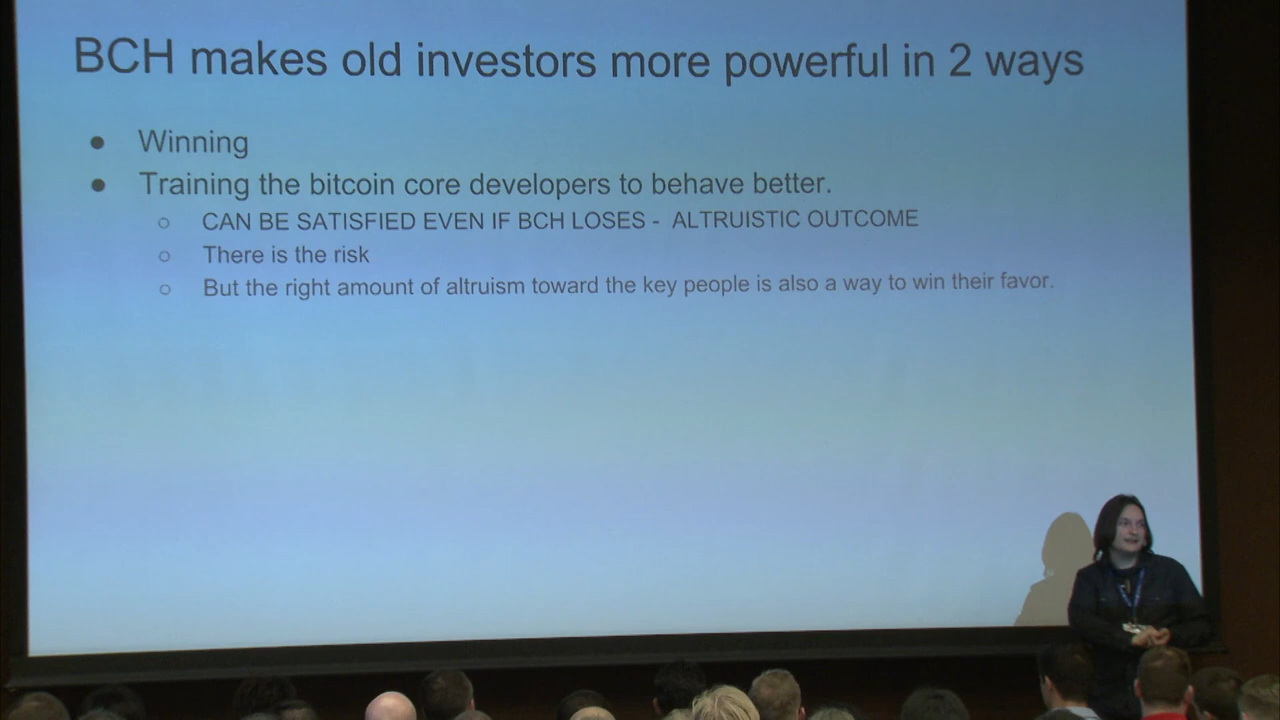 BCH makes old investors more powerful in 2 ways
● Winning
● Training the bitcoin core developers to behave better.
○ CAN BE SATISFIED EVEN IF BCH LOSES - ALTRUISTIC OUTCOME
○ There is the risk
○ But the right amount of altruism toward the key people is also a way to win their favor.